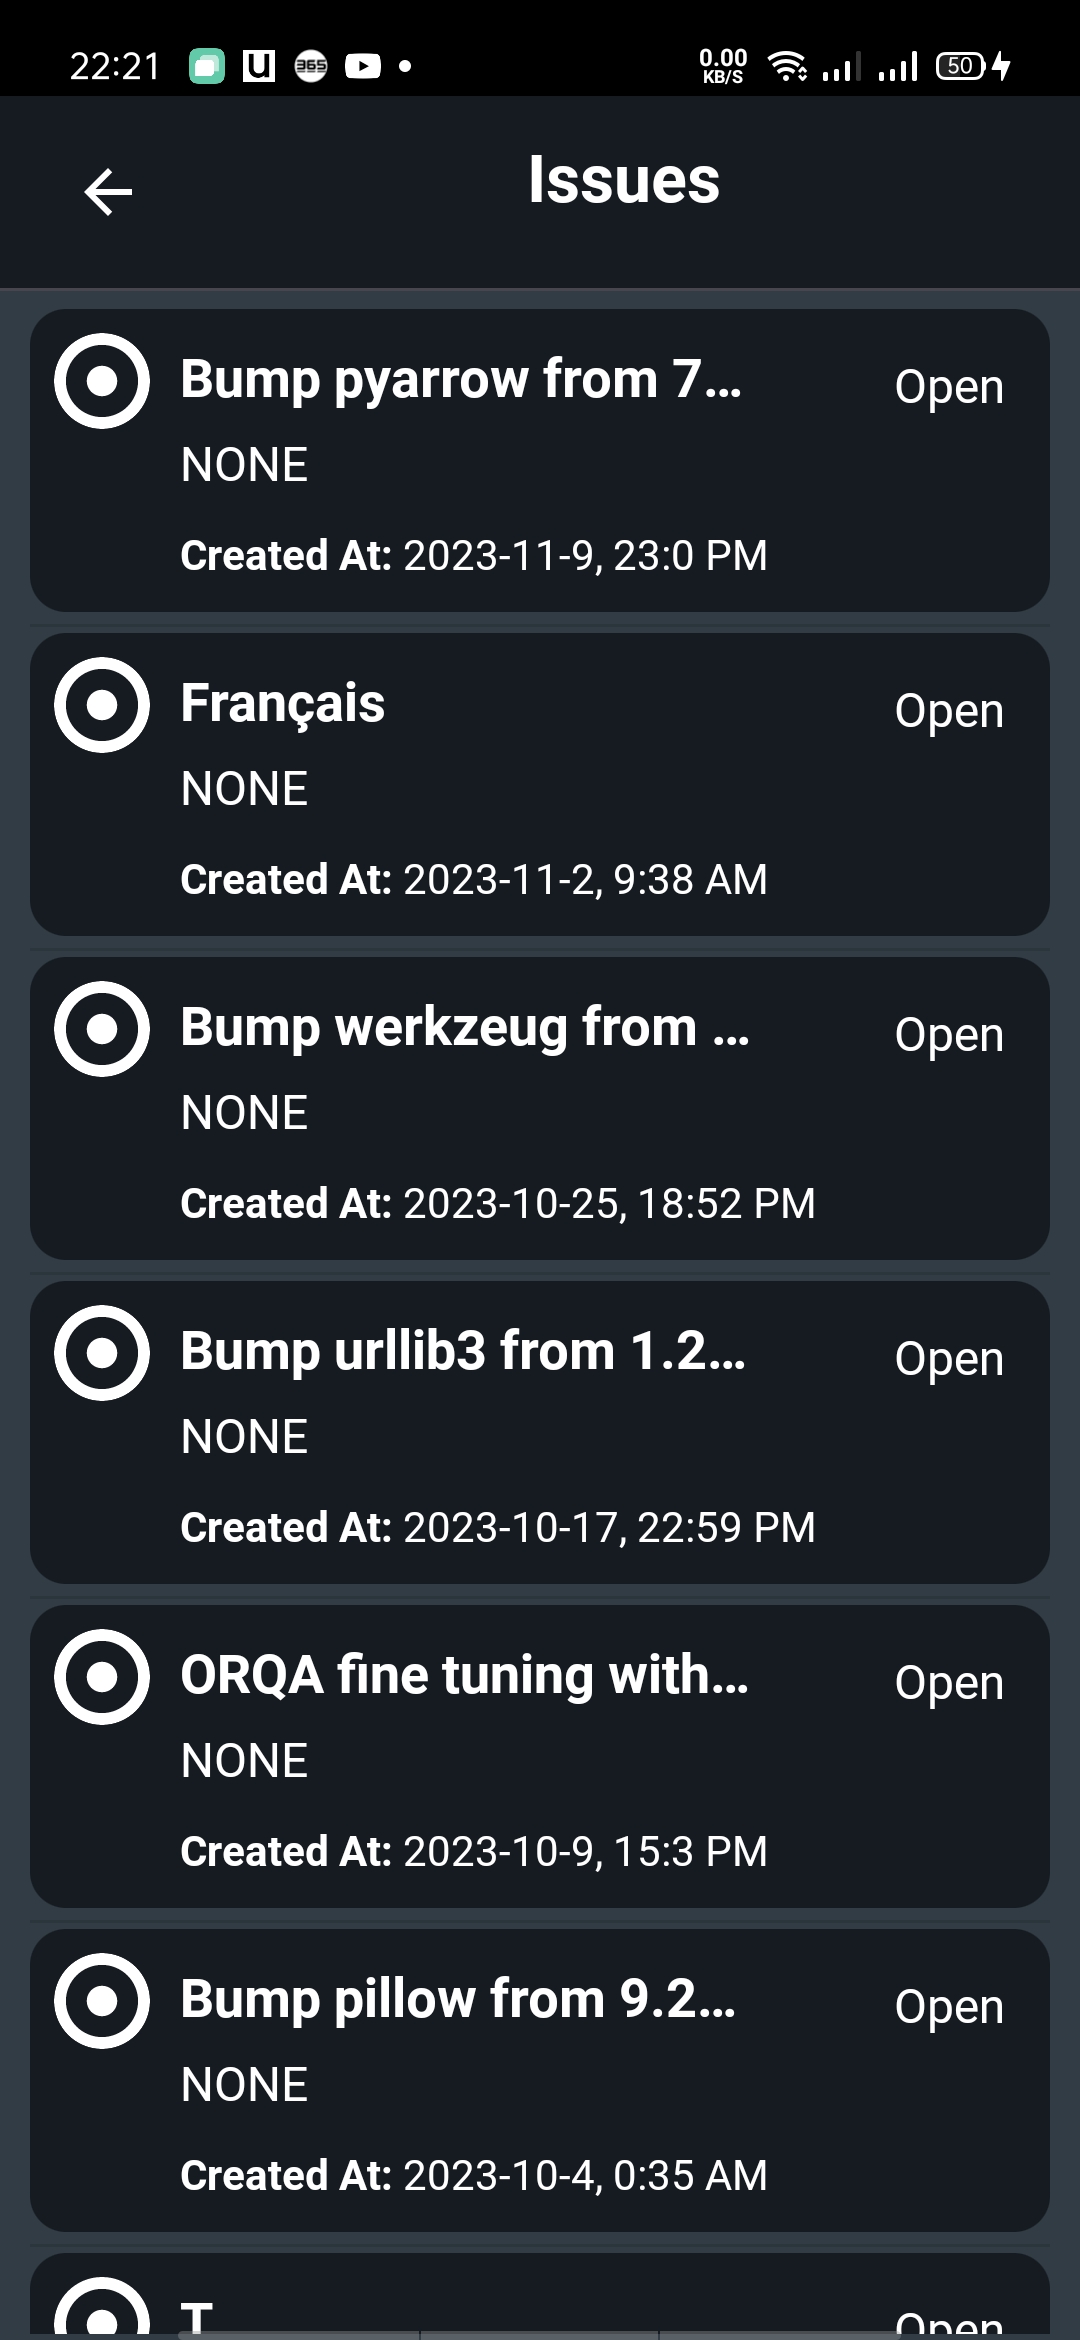 22:21 U 365 0.00 KB/S 50
Issues
Bump pyarrow from 7... Open
NONE
Created At: 2023-11-9, 23:0 PM
Français Open
NONE
Created At: 2023-11-2, 9:38 AM
Bump werkzeug from ... Open
NONE
Created At: 2023-10-25, 18:52 PM
Bump urllib3 from 1.2... Open
NONE
Created At: 2023-10-17, 22:59 PM
ORQA fine tuning with... Open
NONE
Created At: 2023-10-9, 15:3 PM
Bump pillow from 9.2... Open
NONE
Created At: 2023-10-4, 0:35 AM
T Open